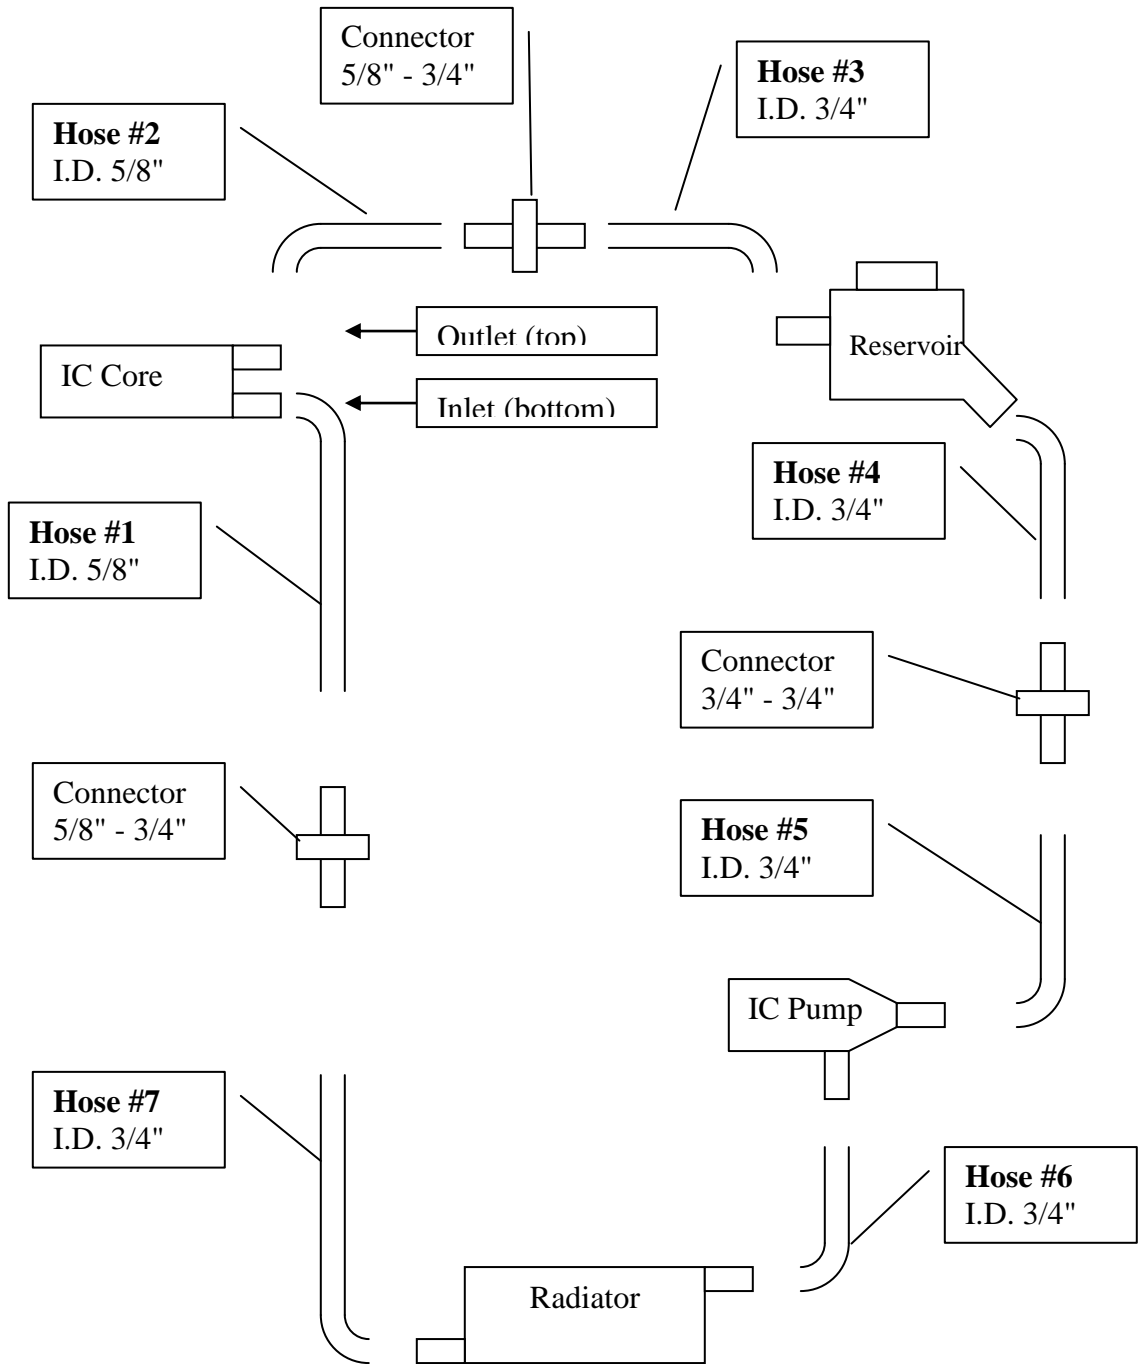 Connector
5/8" - 3/4"
Hose #3
I.D. 3/4"
Hose #2
I.D. 5/8"
Outlet (top)
Reservoir
IC Core
Inlet (bottom)
Hose #4
I.D. 3/4"
Hose #1
I.D. 5/8"
Connector
3/4" - 3/4"
Connector
5/8" - 3/4"
Hose #5
I.D. 3/4"
IC Pump
Hose #7
I.D. 3/4"
Hose #6
I.D. 3/4"
Radiator